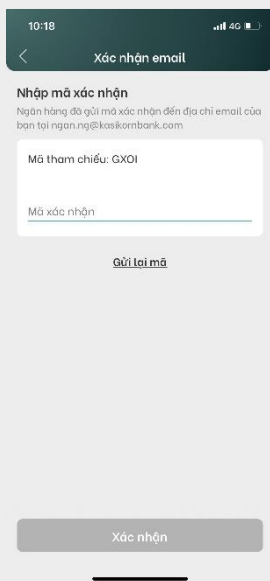 10:18
4G
Xác nhận email
Nhập mã xác nhận
Ngân hàng đã gửi mã xác nhận đến địa chỉ email của
bạn tại ngan.ng@kasikornbank.com
Mã tham chiếu: GXOI
Mã xác nhận
Gửi lại mã
Xác nhận